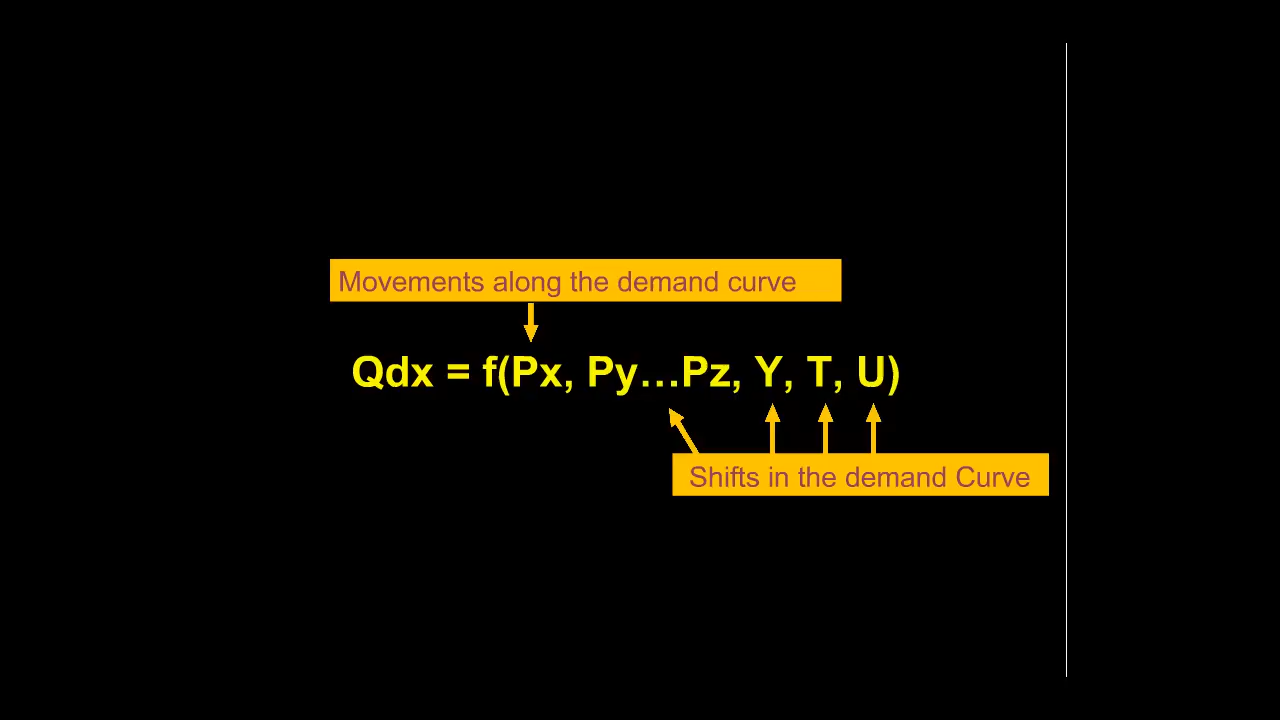 Movements along the demand curve
Qdx = f(Px, Py…Pz, Y, T, U)
Shifts in the demand Curve